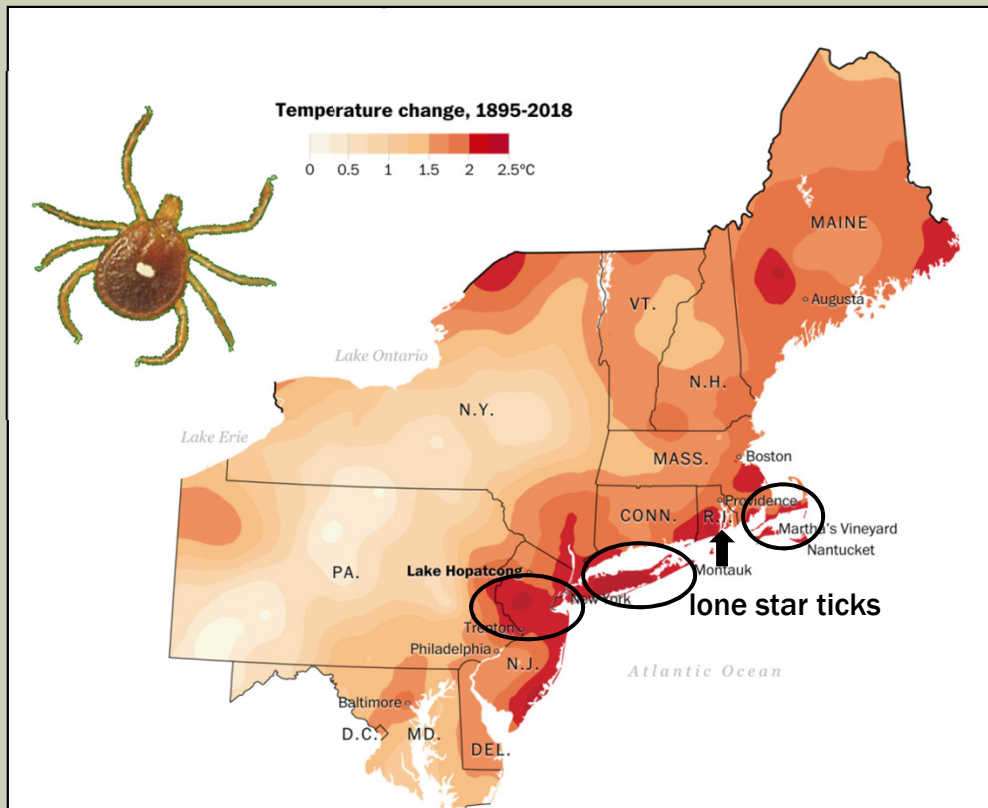 Temperature change, 1895-2018
0 0.5 1 1.5 2 2.5°C
MAINE
Augusta
VT.
Lake Ontario
N.H.
N.Y.
Lake Erie
MASS.
Boston
Providence
CONN.
R.I.
Martha's Vineyard
Nantucket
PA.
Lake Hopatcong
Montauk
New York
lone star ticks
Trenton
Philadelphia
N.J.
Atlantic Ocean
Baltimore
D.C.
MD.
DEL.